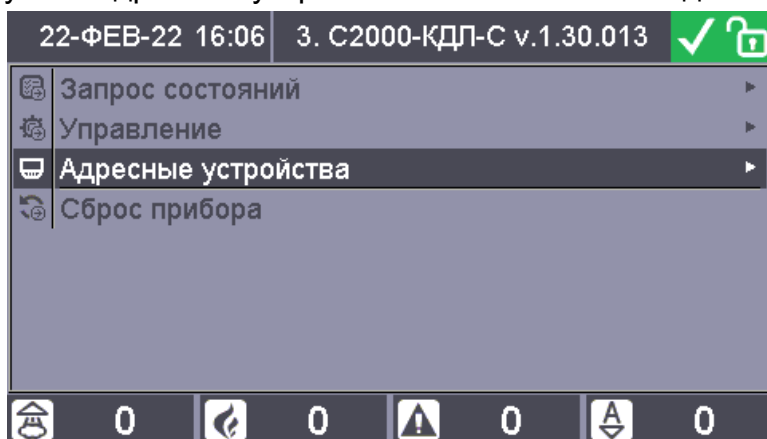 22-ФЕВ-22 16:06 3. С2000-КДЛ-С v.1.30.013
Запрос состояний
Управление
Адресные устройства
Сброс прибора
0 0 0 A 0